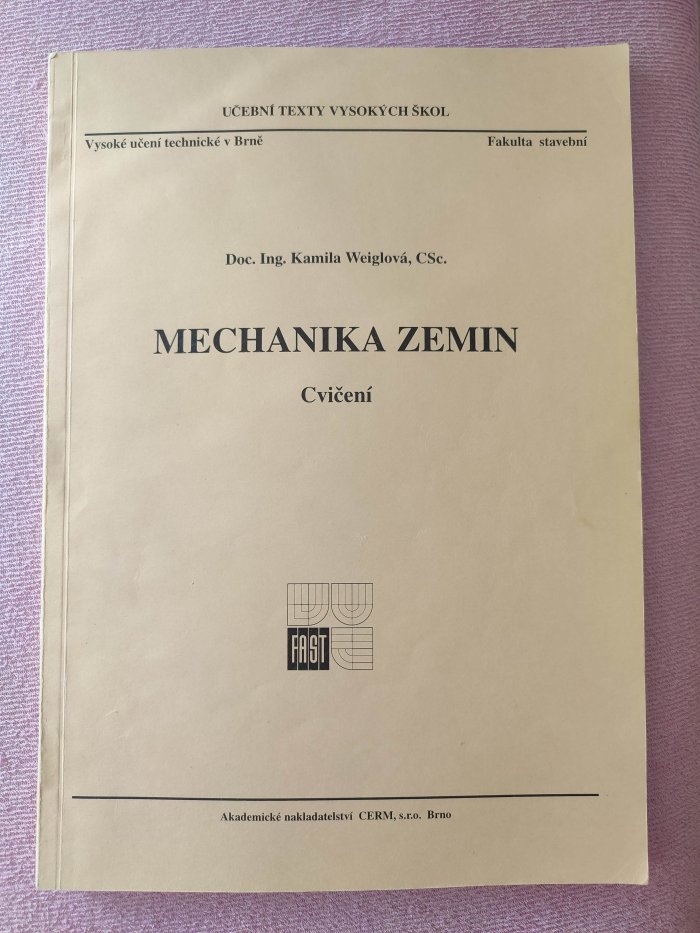 UČEBNÍ TEXTY VYSOKÝCH ŠKOL
Vysoké učení technické v Brně Fakulta stavební
Doc. Ing. Kamila Weiglová, CSc.
MECHANIKA ZEMIN
Cvičení
VU
FAST
Akademické nakladatelství CERM, s.r.o. Brno